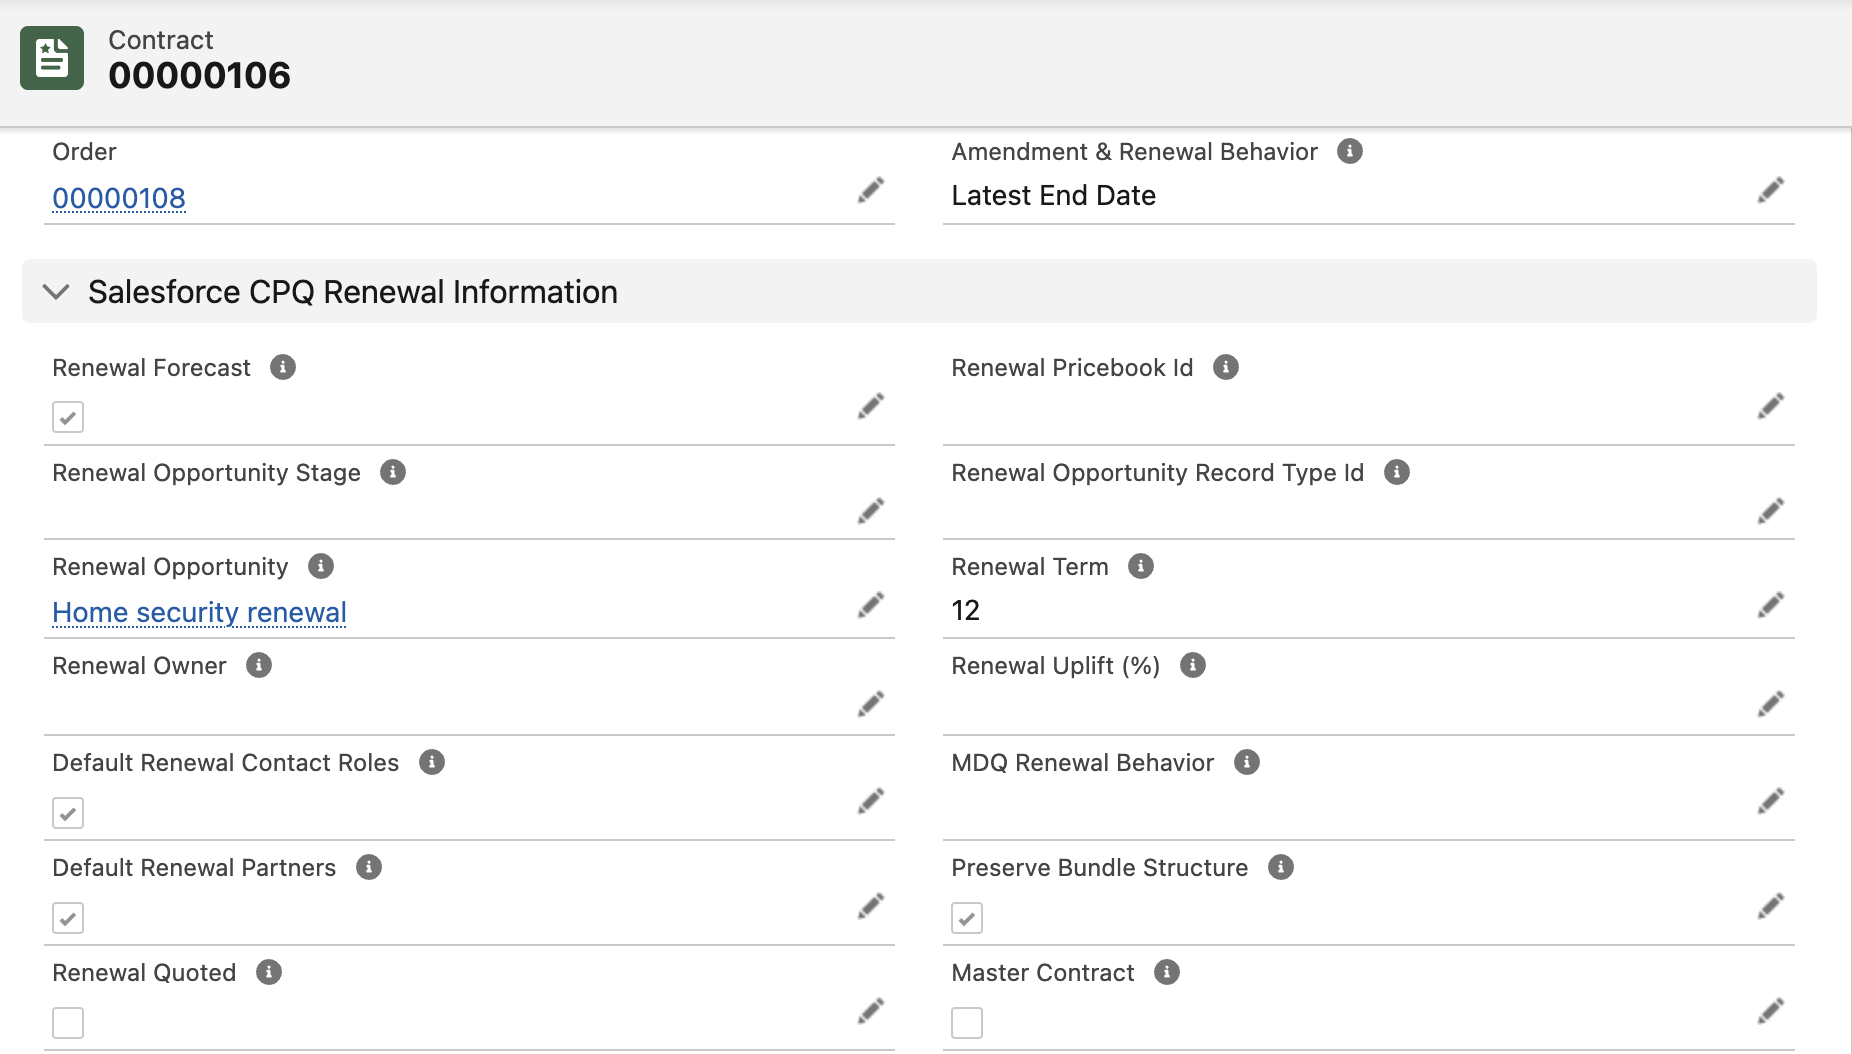 Contract
00000106
Order
00000108
Amendment & Renewal Behavior
Latest End Date
Salesforce CPQ Renewal Information
Renewal Forecast
Renewal Pricebook Id
Renewal Opportunity Stage
Renewal Opportunity Record Type Id
Renewal Opportunity
Home security renewal
Renewal Term
12
Renewal Owner
Renewal Uplift (%)
Default Renewal Contact Roles
MDQ Renewal Behavior
Default Renewal Partners
Preserve Bundle Structure
Renewal Quoted
Master Contract